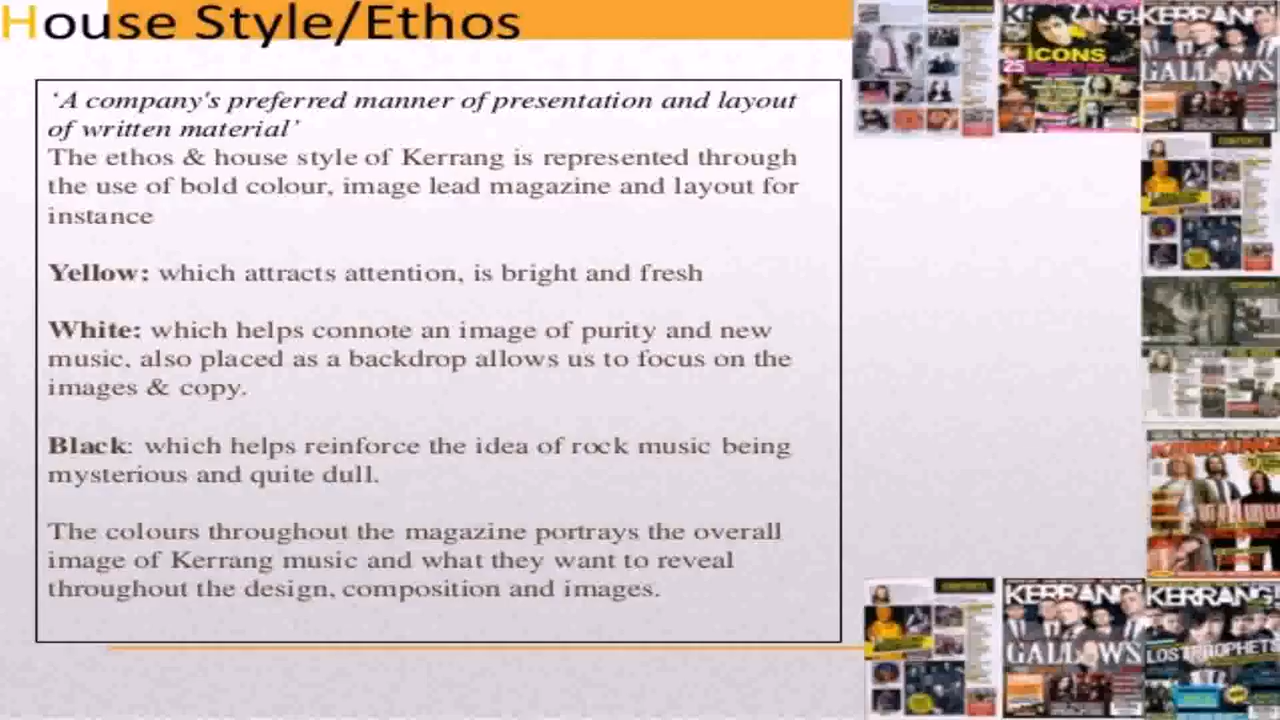 House Style/Ethos
‘A company's preferred manner of presentation and layout
of written material’
The ethos & house style of Kerrang is represented through
the use of bold colour, image lead magazine and layout for
instance
Yellow: which attracts attention, is bright and fresh
White: which helps connote an image of purity and new
music, also placed as a backdrop allows us to focus on the
images & copy.
Black: which helps reinforce the idea of rock music being
mysterious and quite dull.
The colours throughout the magazine portrays the overall
image of Kerrang music and what they want to reveal
throughout the design, composition and images.
KERRANG!
ICONS
25
KERRANG!
GALLOWS
CONTENTS
KERRANG!
CONTENTS
KERRANG!
GALLOWS
KERRANG!
LOSTPROPHETS